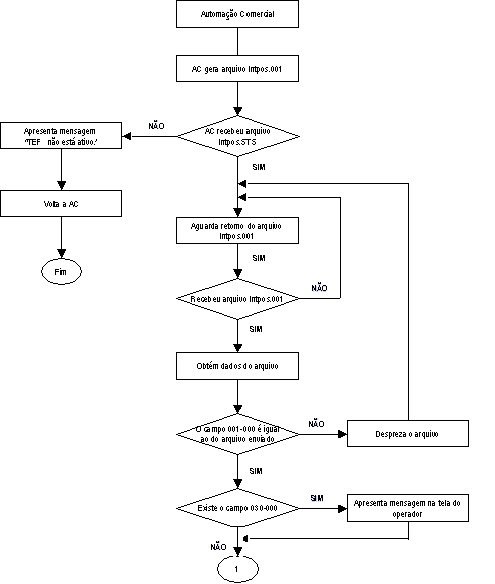 Automação Comercial
AC gera arquivo Intpos.001
AC recebeu arquivo
Intpos.STS
NÃO
Apresenta mensagem
"TEF não está ativo."
SIM
Volta a AC
Fim
Aguarda retorno do arquivo
Intpos.001
SIM
Recebeu arquivo Intpos.001
NÃO
SIM
Obtém dados do arquivo
O campo 001-000 é igual
ao do arquivo enviado
NÃO
Despreza o arquivo
SIM
Existe o campo 030-000
SIM
Apresenta mensagem na tela do
operador
NÃO
1